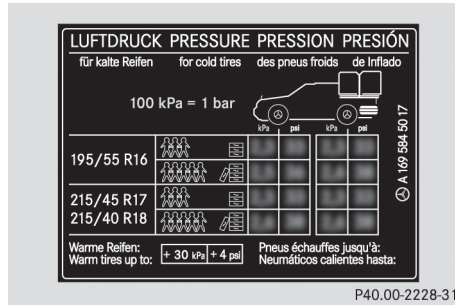 LUFTDRUCK PRESSURE PRESSION PRESIÓN
für kalte Reifen for cold tires des pneus froids de Inflado
100 kPa = 1 bar
kPa psi kPa psi
195/55 R16
215/45 R17
215/40 R18
Warme Reifen: + 30 kPa + 4 psi Pneus échauffes jusqu'à:
Warm tires up to: Neumáticos calientes hasta:
A 169 584 50 17
P40.00-2228-31